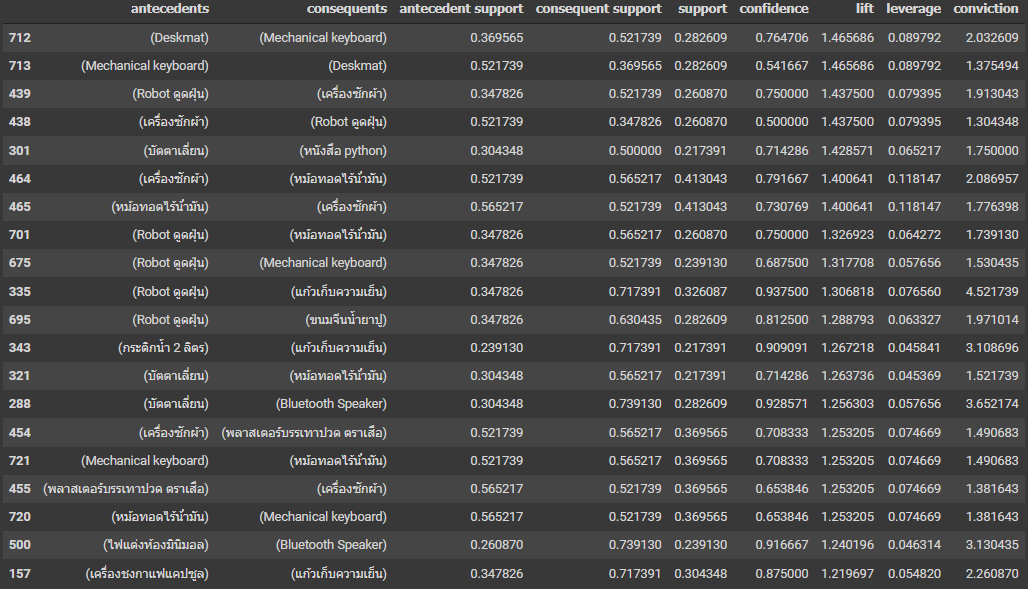 antecedents consequents antecedent support consequent support support confidence lift leverage conviction
712 (Deskmat) (Mechanical keyboard) 0.369565 0.521739 0.282609 0.764706 1.465686 0.089792 2.032609
713 (Mechanical keyboard) (Deskmat) 0.521739 0.369565 0.282609 0.541667 1.465686 0.089792 1.375494
439 (Robot ดูดฝุ่น) (เครื่องซักผ้า) 0.347826 0.521739 0.260870 0.750000 1.437500 0.079395 1.913043
438 (เครื่องซักผ้า) (Robot ดูดฝุ่น) 0.521739 0.347826 0.260870 0.500000 1.437500 0.079395 1.304348
301 (บัตตาเลี่ยน) (หนังสือ python) 0.304348 0.500000 0.217391 0.714286 1.428571 0.065217 1.750000
464 (เครื่องซักผ้า) (หม้อทอดไร้น้ำมัน) 0.521739 0.565217 0.413043 0.791667 1.400641 0.118147 2.086957
465 (หม้อทอดไร้น้ำมัน) (เครื่องซักผ้า) 0.565217 0.521739 0.413043 0.730769 1.400641 0.118147 1.776398
701 (Robot ดูดฝุ่น) (หม้อทอดไร้น้ำมัน) 0.347826 0.565217 0.260870 0.750000 1.326923 0.064272 1.739130
675 (Robot ดูดฝุ่น) (Mechanical keyboard) 0.347826 0.521739 0.239130 0.687500 1.317708 0.057656 1.530435
335 (Robot ดูดฝุ่น) (แก้วเก็บความเย็น) 0.347826 0.717391 0.326087 0.937500 1.306818 0.076560 4.521739
695 (Robot ดูดฝุ่น) (ขนมจีนน้ำยาปู) 0.347826 0.630435 0.282609 0.812500 1.288793 0.063327 1.971014
343 (กระติกน้ำ 2 ลิตร) (แก้วเก็บความเย็น) 0.239130 0.717391 0.217391 0.909091 1.267218 0.045841 3.108696
321 (บัตตาเลี่ยน) (หม้อทอดไร้น้ำมัน) 0.304348 0.565217 0.217391 0.714286 1.263736 0.045369 1.521739
288 (บัตตาเลี่ยน) (Bluetooth Speaker) 0.304348 0.739130 0.282609 0.928571 1.256303 0.057656 3.652174
454 (เครื่องซักผ้า) (พลาสเตอร์บรรเทาปวด ตราเสือ) 0.521739 0.565217 0.369565 0.708333 1.253205 0.074669 1.490683
721 (Mechanical keyboard) (หม้อทอดไร้น้ำมัน) 0.521739 0.565217 0.369565 0.708333 1.253205 0.074669 1.490683
455 (พลาสเตอร์บรรเทาปวด ตราเสือ) (เครื่องซักผ้า) 0.565217 0.521739 0.369565 0.653846 1.253205 0.074669 1.381643
720 (หม้อทอดไร้น้ำมัน) (Mechanical keyboard) 0.565217 0.521739 0.369565 0.653846 1.253205 0.074669 1.381643
500 (ไฟแต่งห้องมินิมอล) (Bluetooth Speaker) 0.260870 0.739130 0.239130 0.916667 1.240196 0.046314 3.130435
157 (เครื่องชงกาแฟแคปซูล) (แก้วเก็บความเย็น) 0.347826 0.717391 0.304348 0.875000 1.219697 0.054820 2.260870